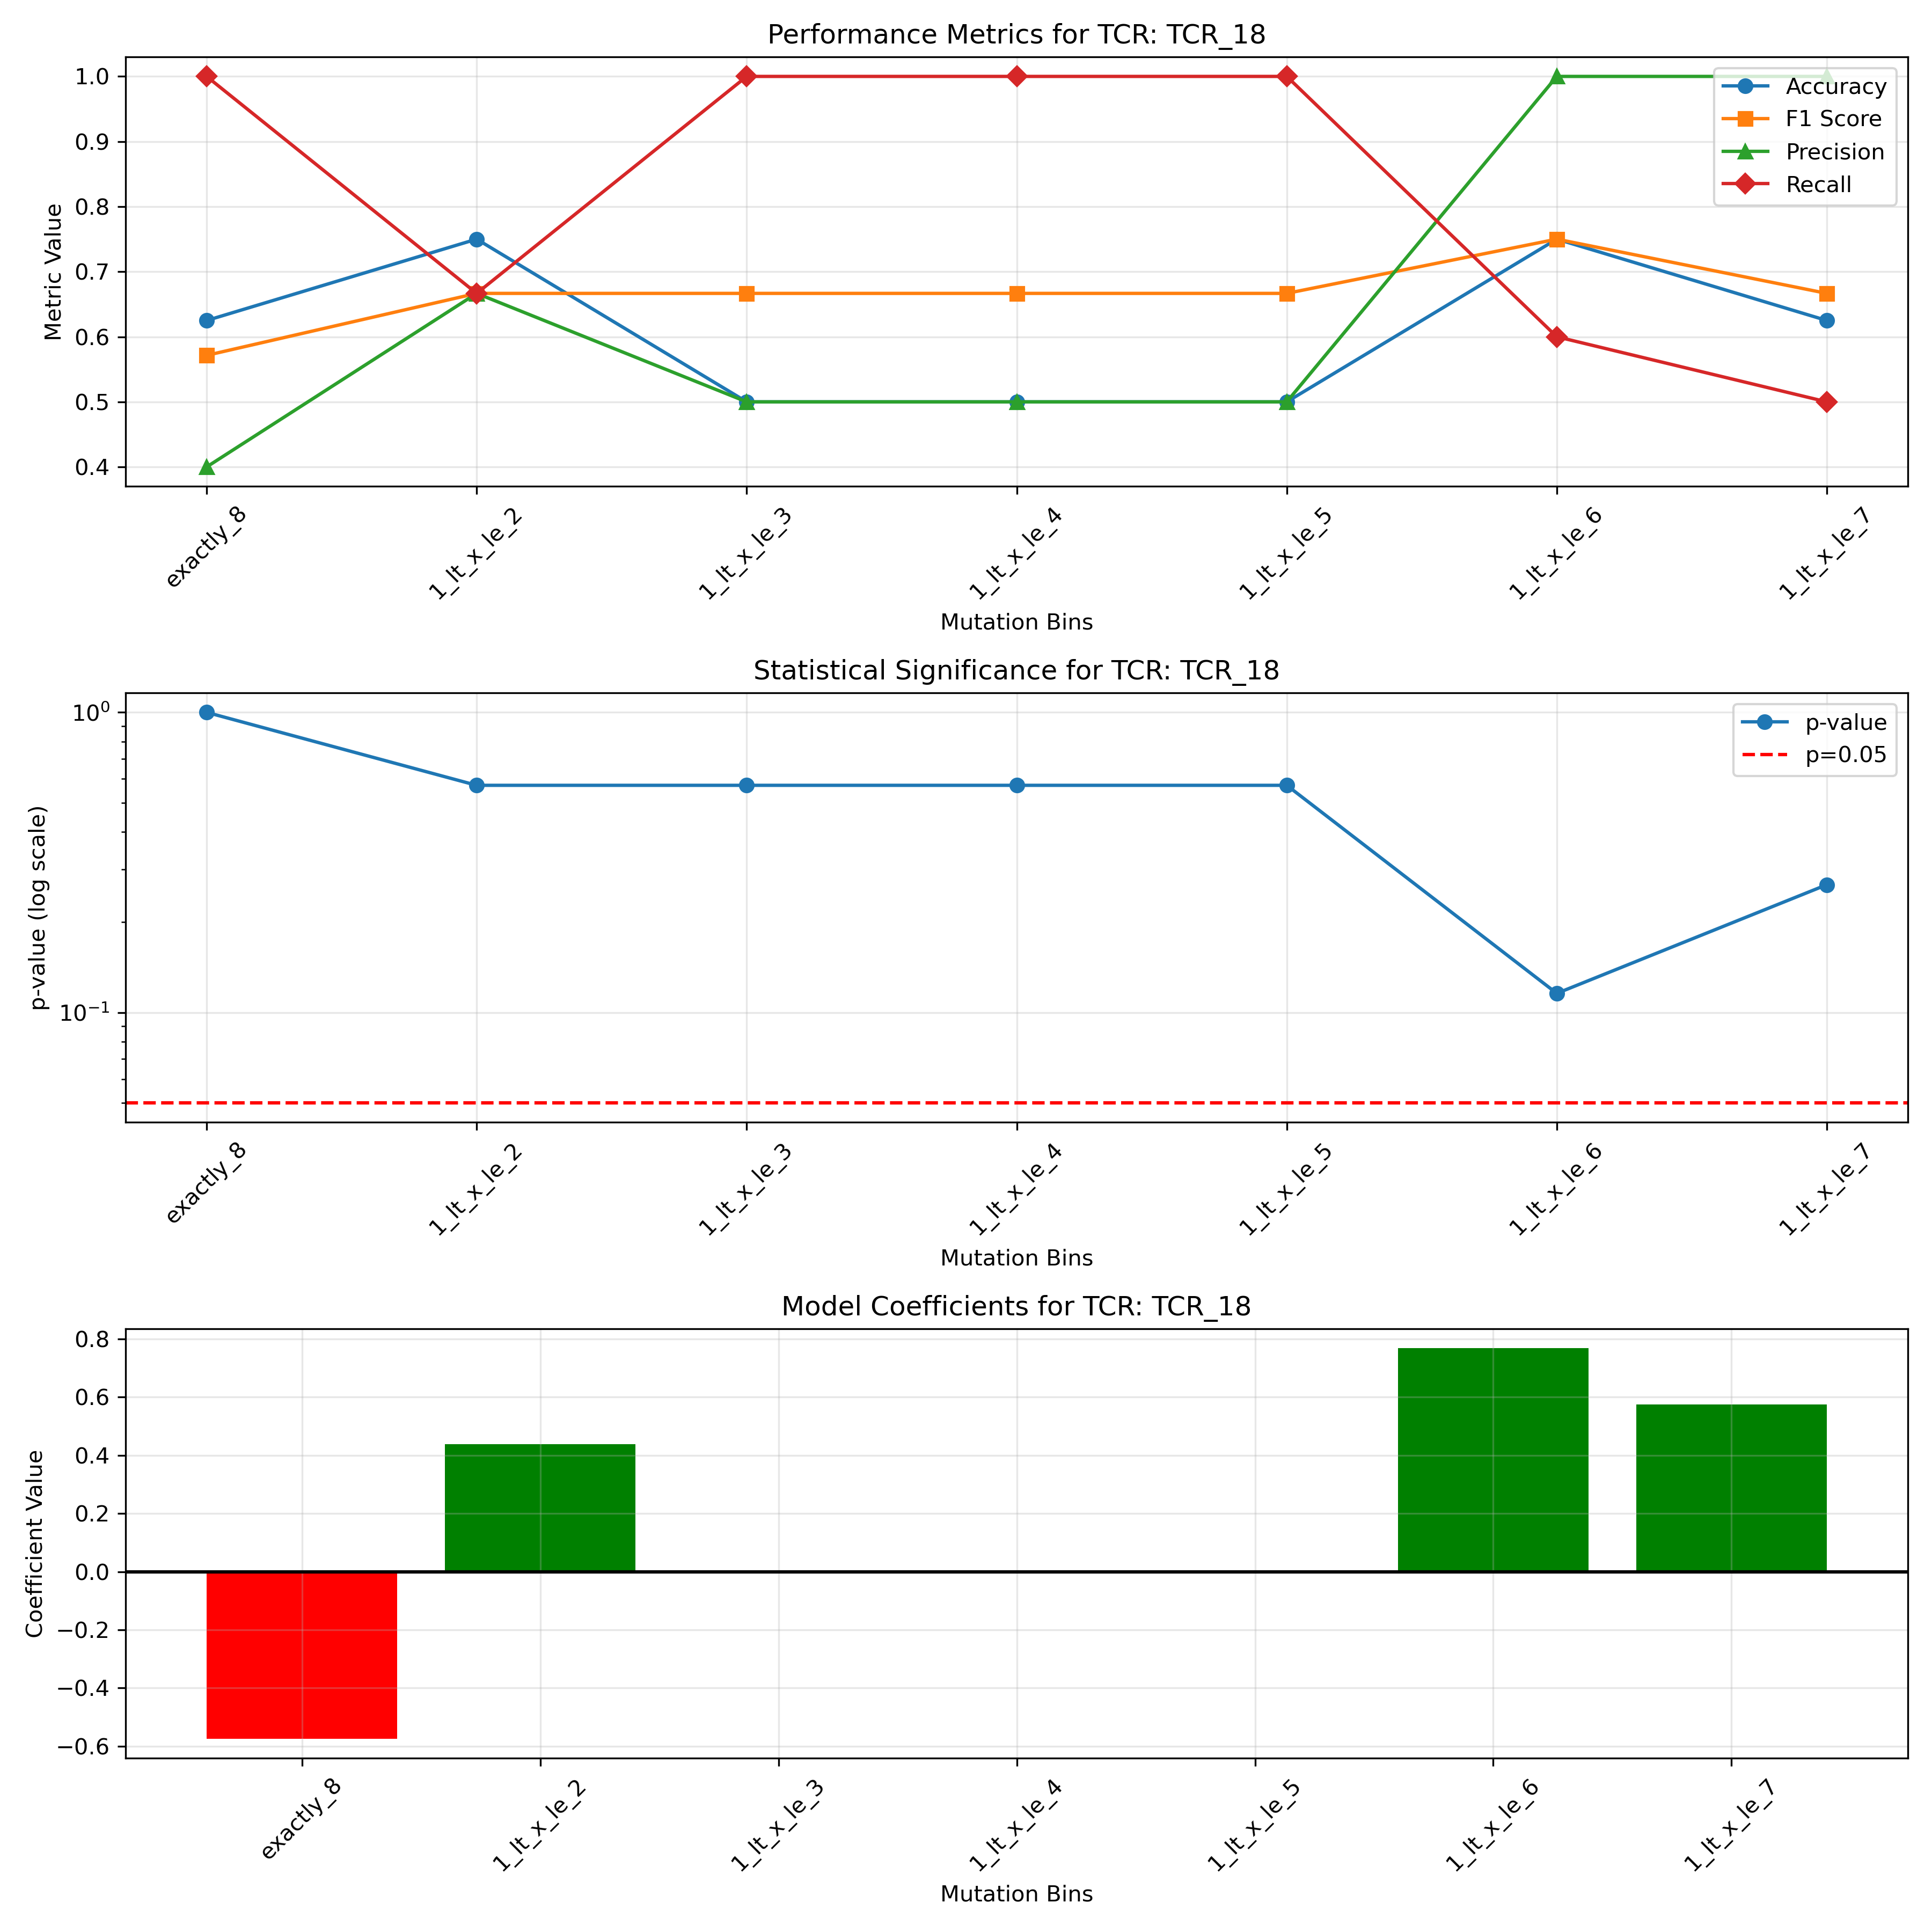 Performance Metrics for TCR: TCR_18
1.0
0.9
0.8
0.7
0.6
0.5
0.4
Metric Value
Accuracy
F1 Score
Precision
Recall
exactly_8
1_lt_x_le_2
1_lt_x_le_3
1_lt_x_le_4
1_lt_x_le_5
1_lt_x_le_6
1_lt_x_le_7
Mutation Bins
Statistical Significance for TCR: TCR_18
10⁰
10⁻¹
p-value (log scale)
p-value
p=0.05
exactly_8
1_lt_x_le_2
1_lt_x_le_3
1_lt_x_le_4
1_lt_x_le_5
1_lt_x_le_6
1_lt_x_le_7
Mutation Bins
Model Coefficients for TCR: TCR_18
0.8
0.6
0.4
0.2
0.0
−0.2
−0.4
−0.6
Coefficient Value
exactly_8
1_lt_x_le_2
1_lt_x_le_3
1_lt_x_le_4
1_lt_x_le_5
1_lt_x_le_6
1_lt_x_le_7
Mutation Bins